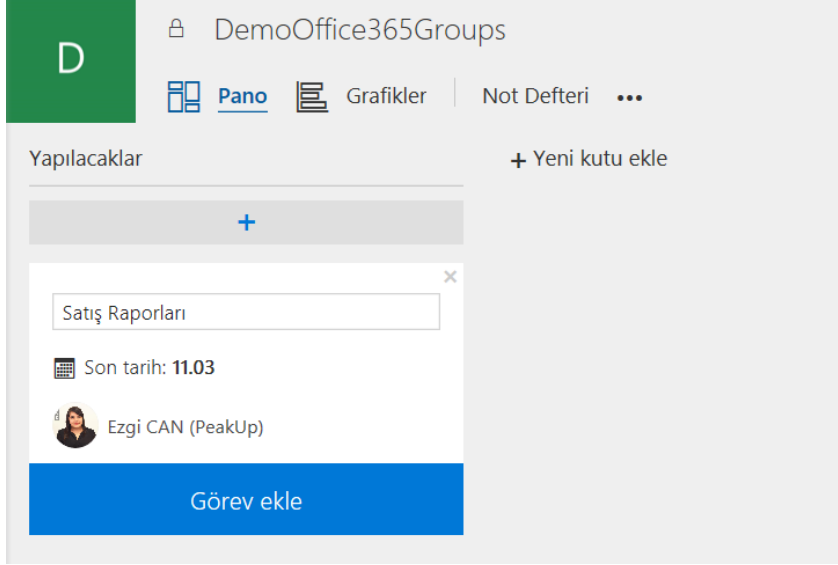 D
DemoOffice365Groups
Pano Grafikler Not Defteri •••
Yapılacaklar
+ Yeni kutu ekle
+
×
Satış Raporları
Son tarih: 11.03
d
Ezgi CAN (PeakUp)
Görev ekle